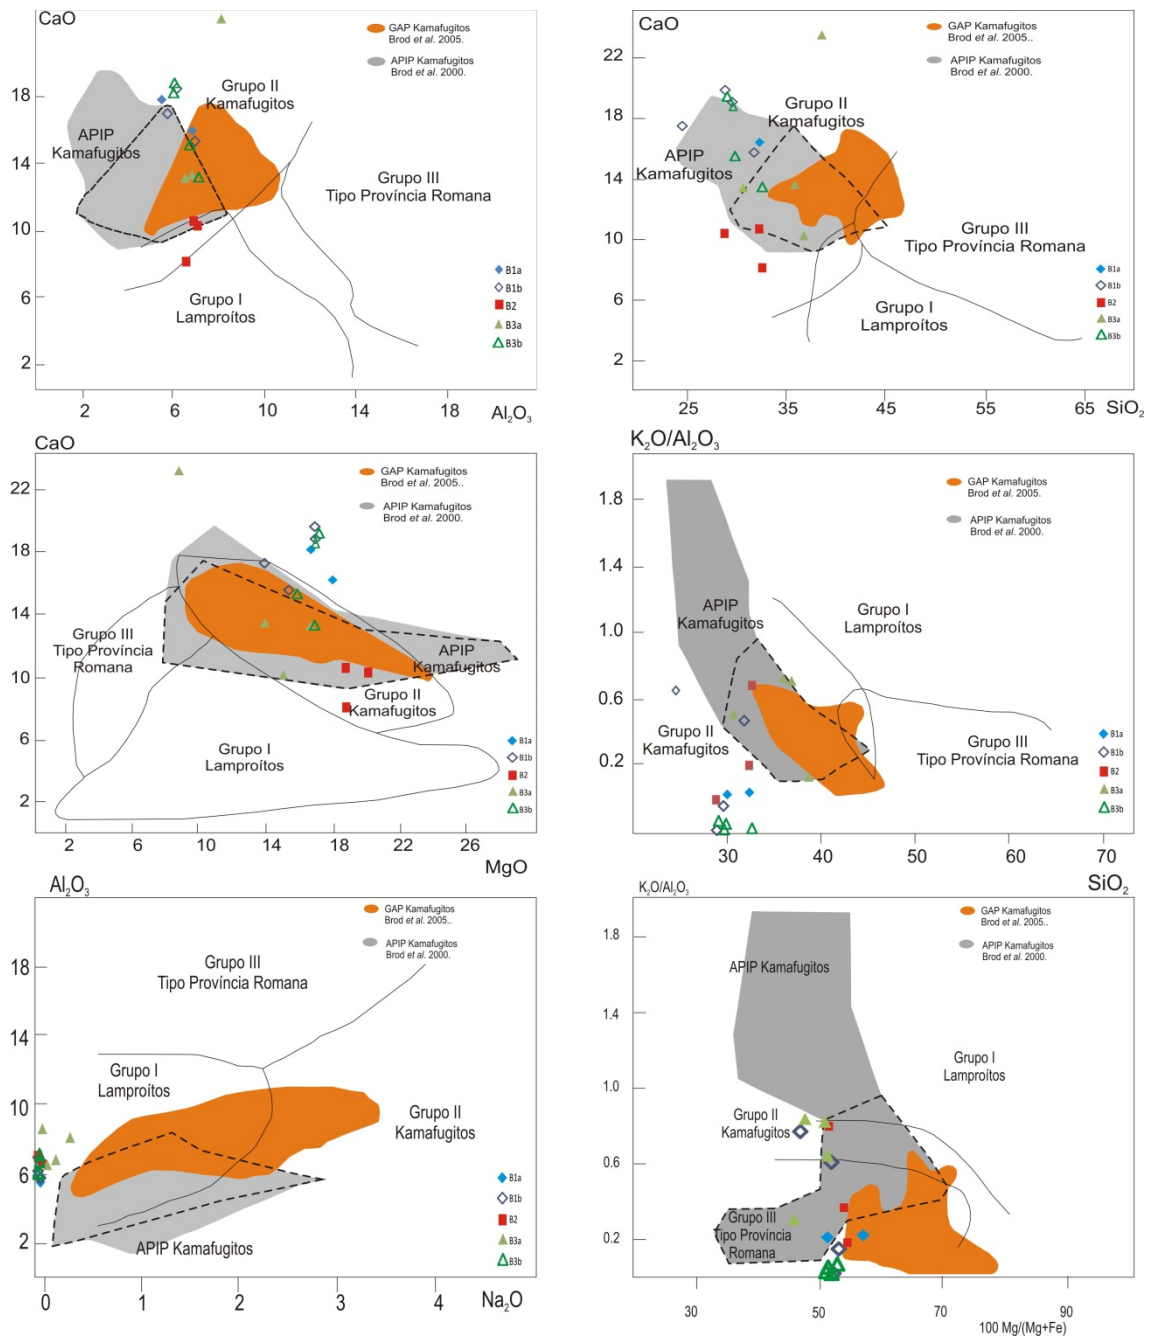 CaO
GAP Kamafugitos
Brod et al. 2005.
APIP Kamafugitos
Brod et al. 2000.
Grupo II
Kamafugitos
APIP
Kamafugitos
Grupo III
Tipo Província Romana
Grupo I
Lamproítos
18
14
10
6
2
B1a
B1b
B2
B3a
B3b
2
6
10
14
18
Al₂O₃
CaO
GAP Kamafugitos
Brod et al. 2005..
APIP Kamafugitos
Brod et al. 2000.
Grupo II
Kamafugitos
APIP
Kamafugitos
Grupo III
Tipo Província Romana
Grupo I
Lamproítos
22
18
14
10
6
2
B1a
B1b
B2
B3a
B3b
25
35
45
55
65
SiO₂
CaO
GAP Kamafugitos
Brod et al. 2005..
APIP Kamafugitos
Brod et al. 2000.
22
18
14
10
6
2
Grupo III
Tipo Província
Romana
APIP
Kamafugitos
Grupo II
Kamafugitos
Grupo I
Lamproítos
B1a
B1b
B2
B3a
B3b
2
6
10
14
18
22
26
MgO
K₂O/Al₂O₃
GAP Kamafugitos
Brod et al. 2005.
APIP Kamafugitos
Brod et al. 2000.
1.8
1.4
1.0
0.6
0.2
APIP
Kamafugitos
Grupo I
Lamproítos
Grupo II
Kamafugitos
Grupo III
Tipo Província Romana
B1a
B1b
B2
B3a
B3b
30
40
50
60
70
SiO₂
Al₂O₃
GAP Kamafugitos
Brod et al. 2005..
APIP Kamafugitos
Brod et al. 2000.
18
14
10
6
2
Grupo III
Tipo Província Romana
Grupo I
Lamproítos
Grupo II
Kamafugitos
APIP Kamafugitos
B1a
B1b
B2
B3a
B3b
0
1
2
3
4
Na₂O
K₂O/Al₂O₃
GAP Kamafugitos
Brod et al. 2005..
APIP Kamafugitos
Brod et al. 2000.
1.8
1.4
1.0
0.6
0.2
APIP Kamafugitos
Grupo I
Lamproítos
Grupo II
Kamafugitos
Grupo III
Tipo Província
Romana
B1a
B1b
B2
B3a
B3b
30
50
70
90
100 Mg/(Mg+Fe)